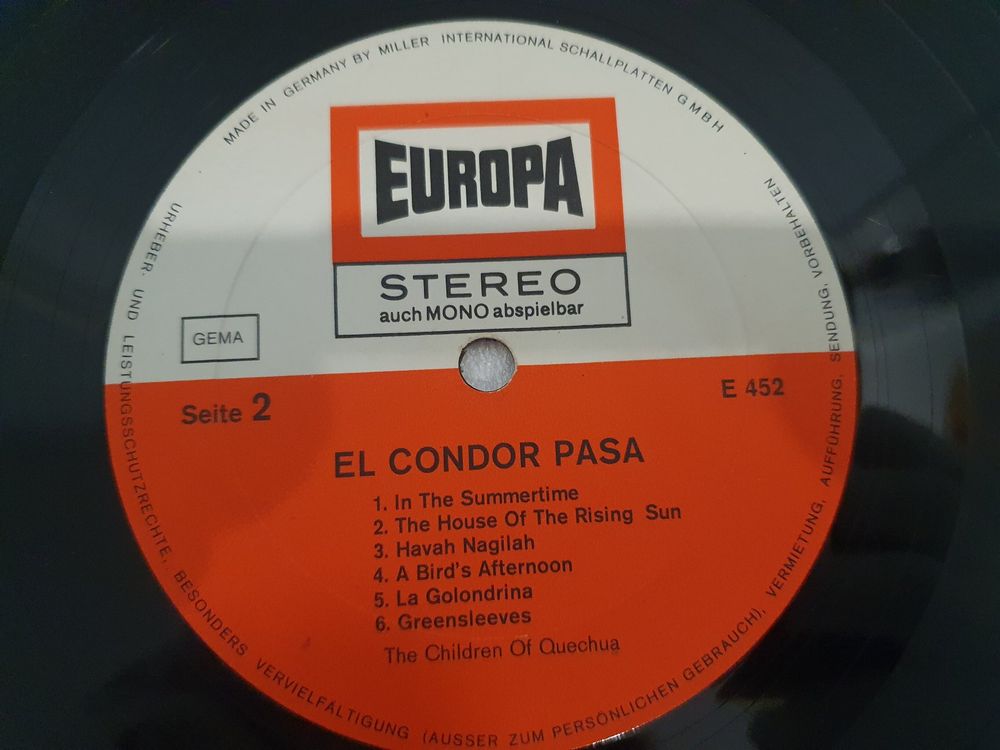 MADE IN GERMANY BY MILLER INTERNATIONAL SCHALLPLATTEN GMBH
EUROPA
STEREO
auch MONO abspielbar
GEMA
Seite 2
E 452
EL CONDOR PASA
1. In The Summertime
2. The House Of The Rising Sun
3. Havah Nagilah
4. A Bird's Afternoon
5. La Golondrina
6. Greensleeves
The Children Of Quechua
URHEBER- UND LEISTUNGSSCHUTZRECHTE, BESONDERS VERVIELFÄLTIGUNG (AUSSER ZUM PERSÖNLICHEN GEBRAUCH), VERMIETUNG, AUFFÜHRUNG, SENDUNG, VORBEHALTEN